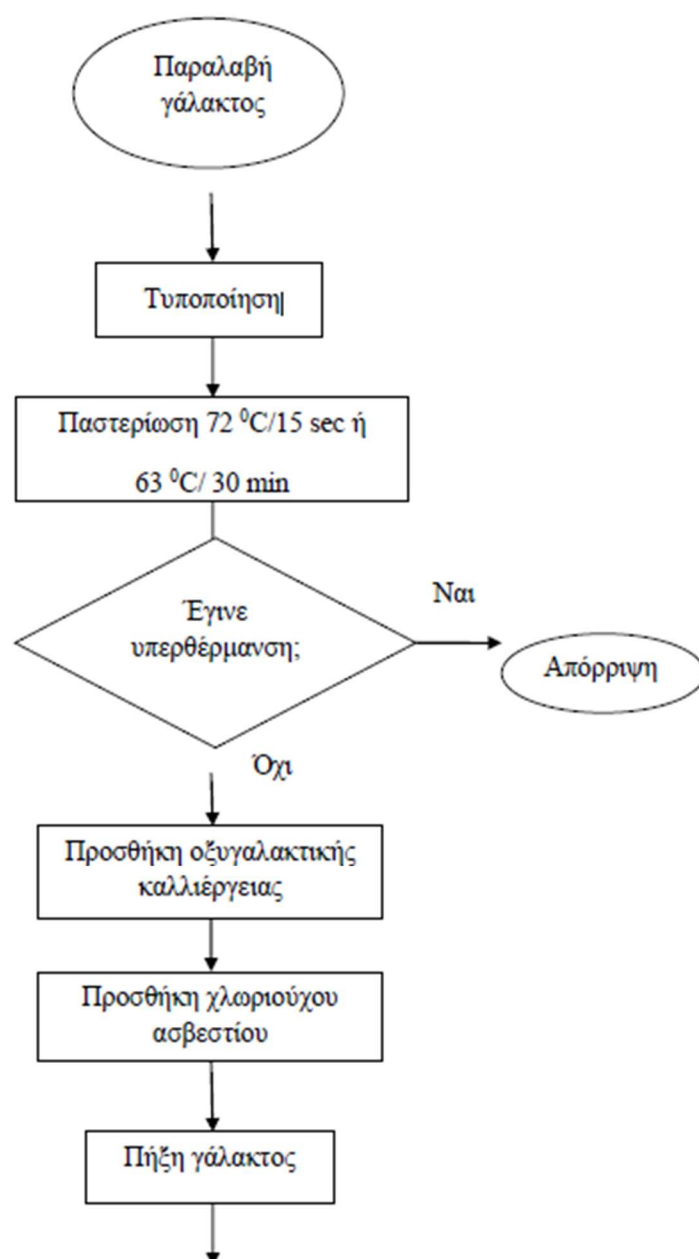 Παραλαβή
γάλακτος
Τυποποίηση
Παστερίωση 72 ⁰C/15 sec ή
63 ⁰C/ 30 min
Έγινε
υπερθέρμανση;
Ναι
Απόρριψη
Όχι
Προσθήκη οξυγαλακτικής
καλλιέργειας
Προσθήκη χλωριούχου
ασβεστίου
Πήξη γάλακτος